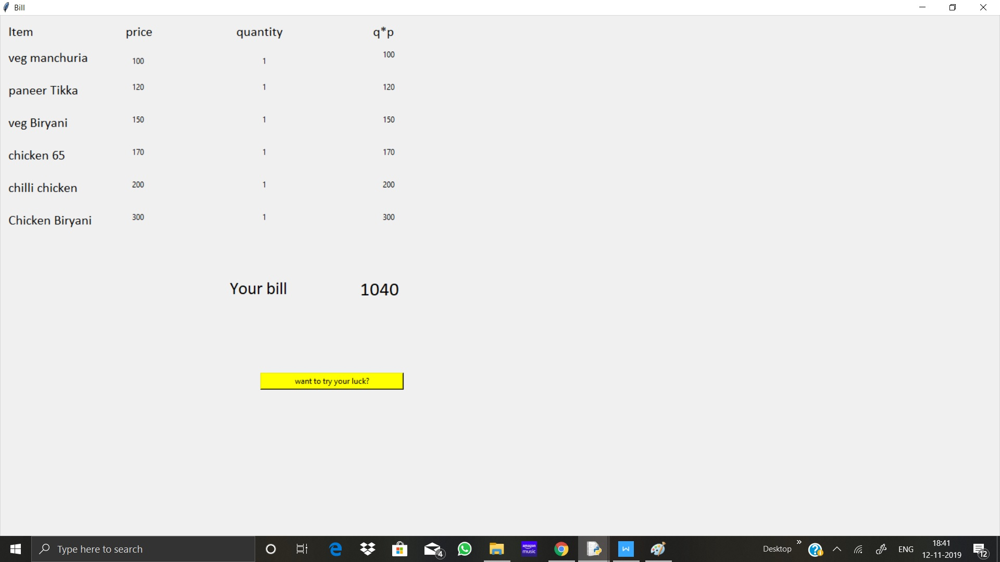 Bill
Item price quantity q*p
veg manchuria 100 1 100
paneer Tikka 120 1 120
veg Biryani 150 1 150
chicken 65 170 1 170
chilli chicken 200 1 200
Chicken Biryani 300 1 300
Your bill 1040
want to try your luck?
Type here to search 4 amazon music W Desktop » ENG 18:41
12-11-2019 12